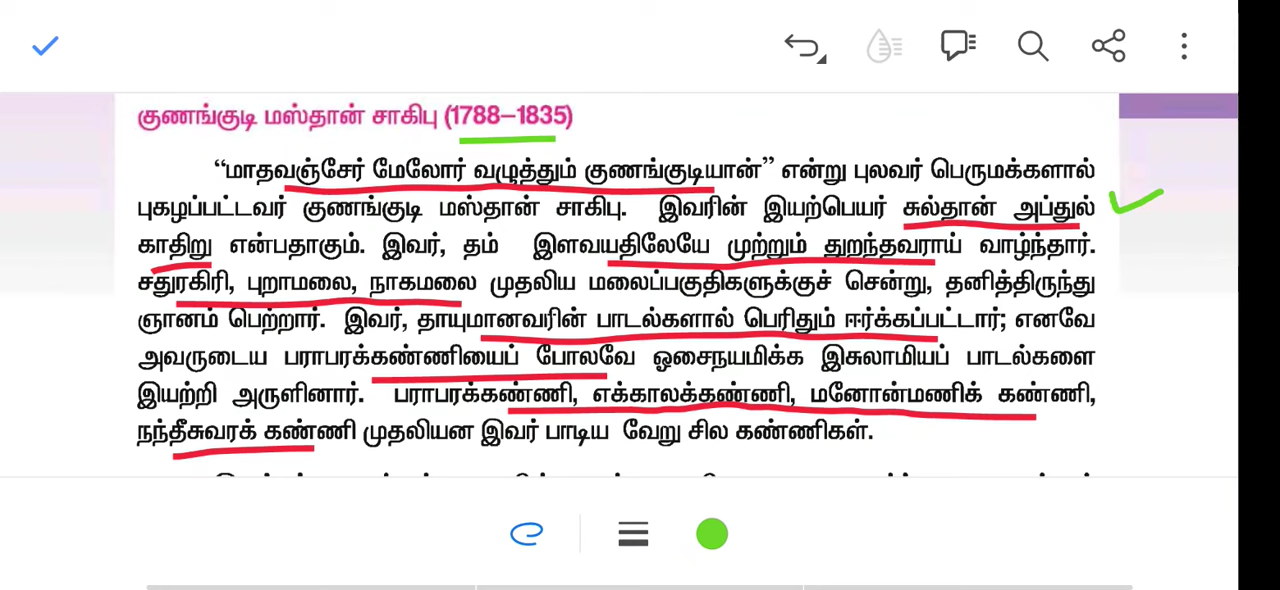 குணங்குடி மஸ்தான் சாகிபு (1788–1835)
“மாதவஞ்சேர் மேலோர் வழுத்தும் குணங்குடியான்” என்று புலவர் பெருமக்களால்
புகழப்பட்டவர் குணங்குடி மஸ்தான் சாகிபு. இவரின் இயற்பெயர் சுல்தான் அப்துல்
காதிறு என்பதாகும். இவர், தம் இளவயதிலேயே முற்றும் துறந்தவராய் வாழ்ந்தார்.
சதுரகிரி, புறாமலை, நாகமலை முதலிய மலைப்பகுதிகளுக்குச் சென்று, தனித்திருந்து
ஞானம் பெற்றார். இவர், தாயுமானவரின் பாடல்களால் பெரிதும் ஈர்க்கப்பட்டார்; எனவே
அவருடைய பராபரக்கண்ணியைப் போலவே ஓசைநயமிக்க இசுலாமியப் பாடல்களை
இயற்றி அருளினார். பராபரக்கண்ணி, எக்காலக்கண்ணி, மனோன்மணிக் கண்ணி,
நந்தீசுவரக் கண்ணி முதலியன இவர் பாடிய வேறு சில கண்ணிகள்.